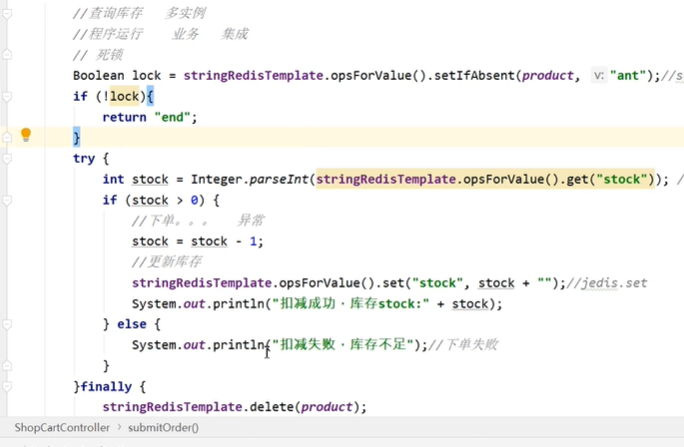 //查询库存 多实例
//程序运行 业务 集成
// 死锁
Boolean lock = stringRedisTemplate.opsForValue().setIfAbsent(product, v: "ant");//s
if (!lock){
return "end";
}
try {
int stock = Integer.parseInt(stringRedisTemplate.opsForValue().get("stock")); /
if (stock > 0) {
//下单。。。 异常
stock = stock - 1;
//更新库存
stringRedisTemplate.opsForValue().set("stock", stock + "");//jedis.set
System.out.println("扣减成功，库存stock:" + stock);
} else {
System.out.println("扣减失败，库存不足");//下单失败
}
}finally {
stringRedisTemplate.delete(product);
ShopCartController › submitOrder()